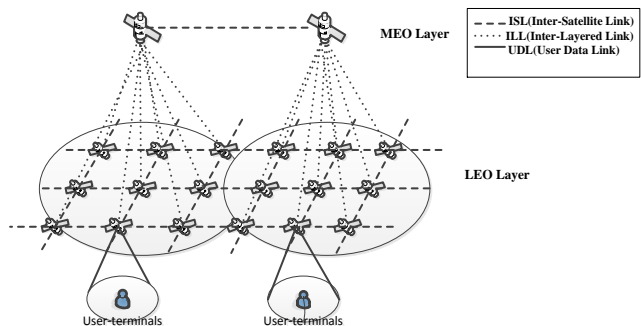 MEO Layer
ISL(Inter-Satellite Link)
ILL(Inter-Layered Link)
UDL(User Data Link)
LEO Layer
User-terminals
User-terminals